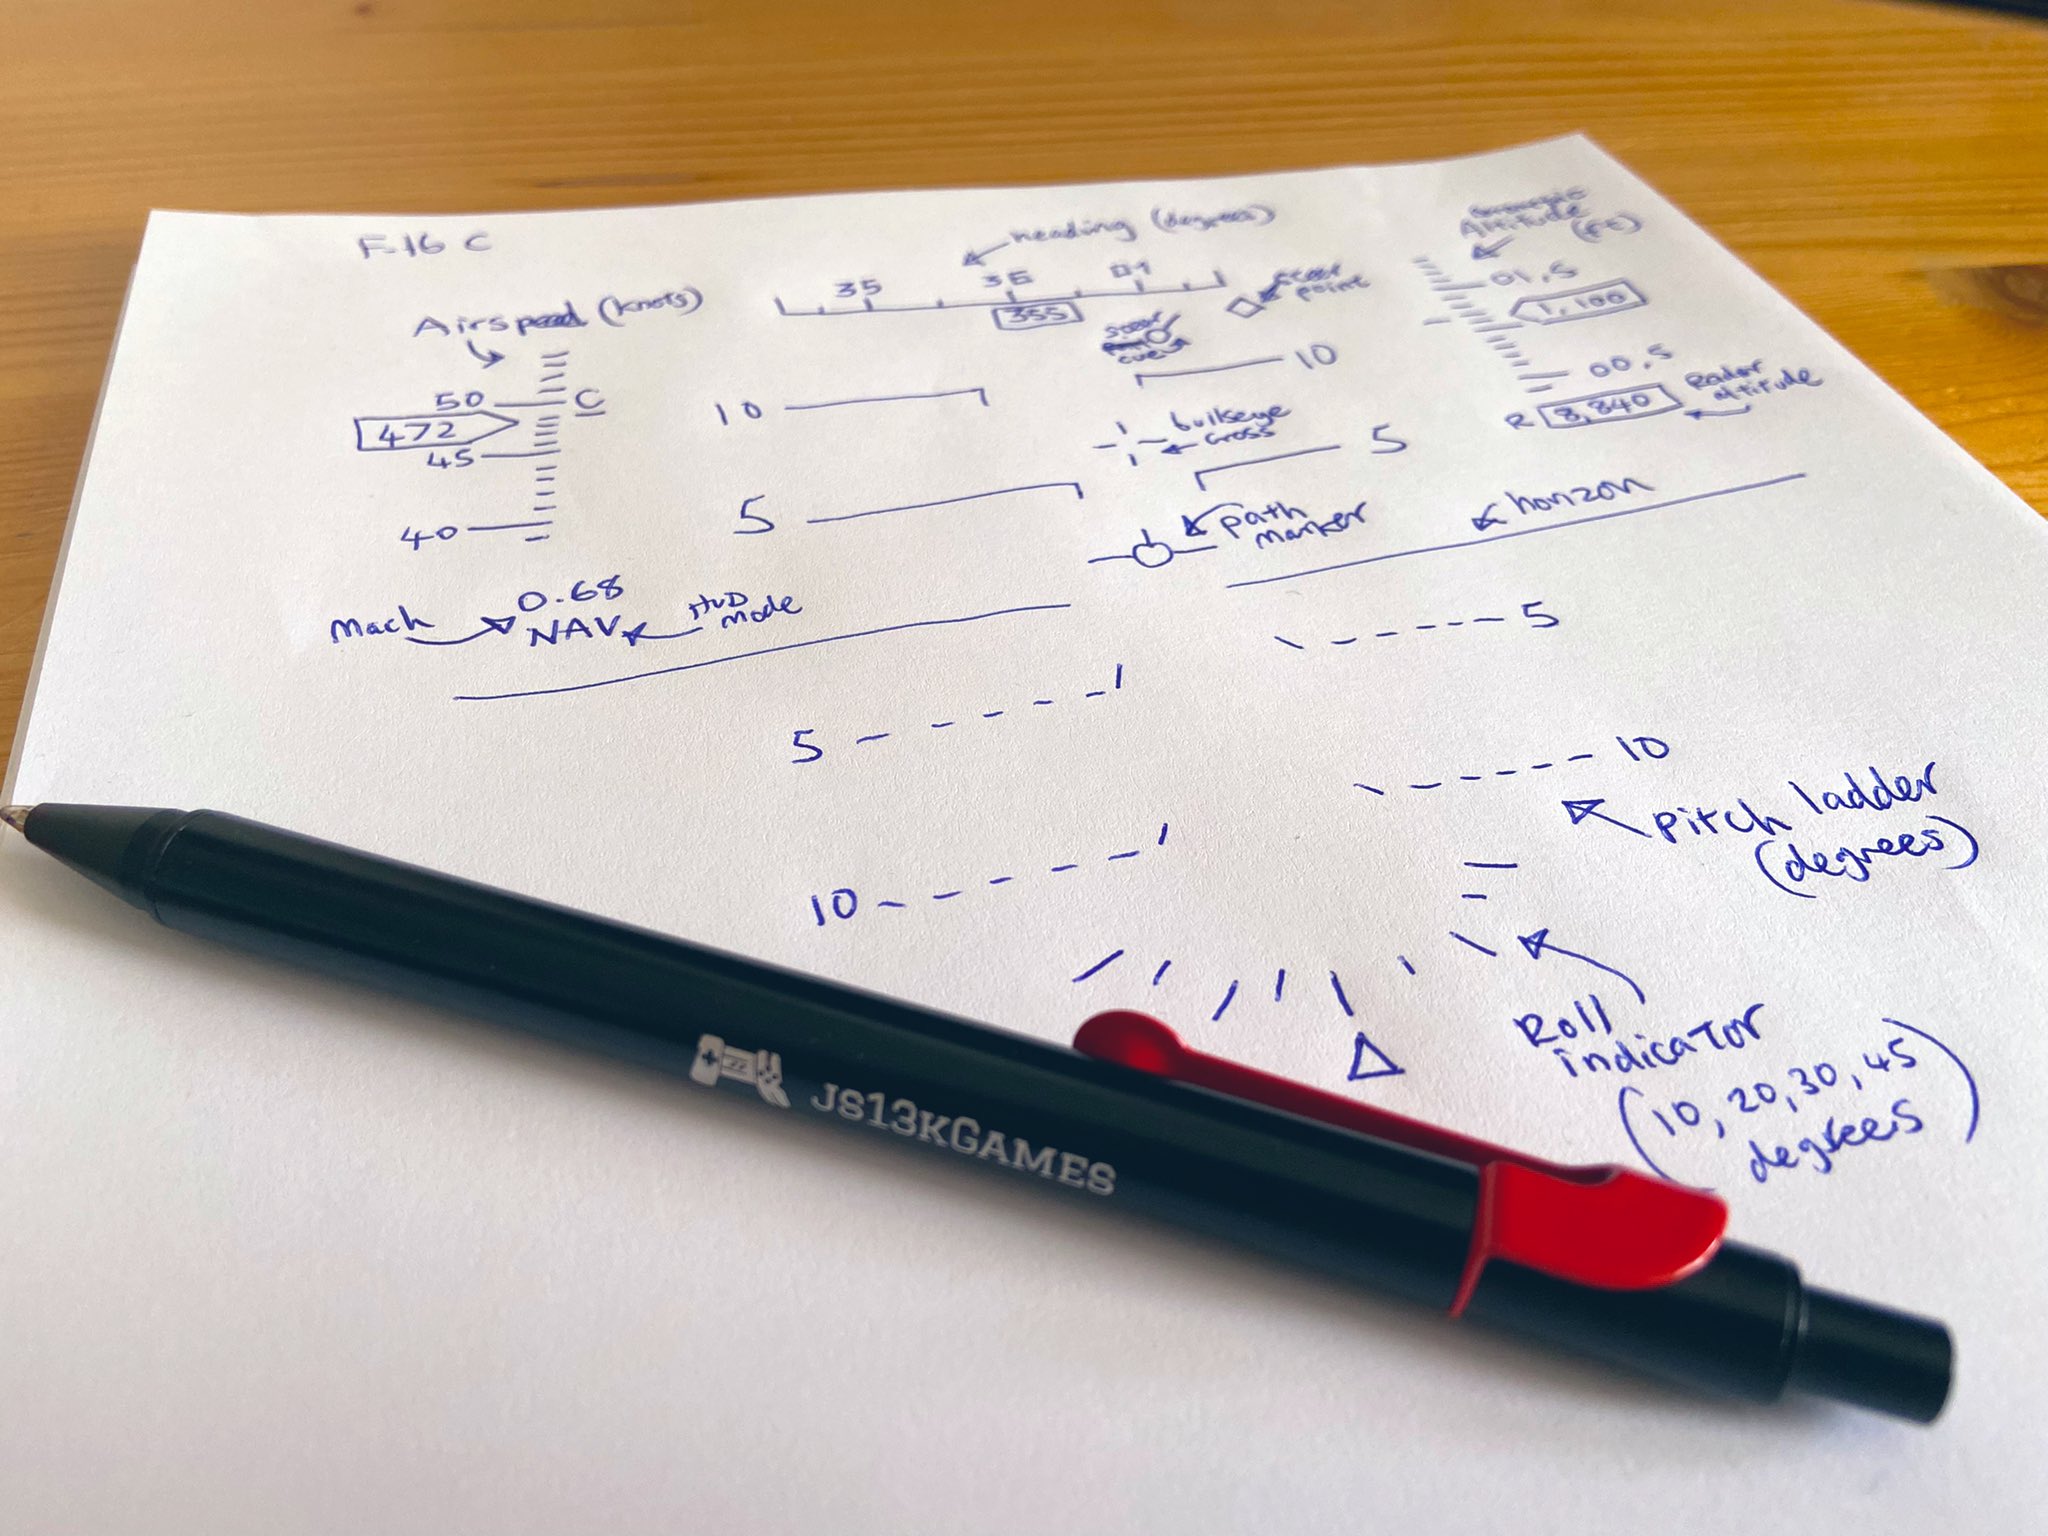 F-16 C
heading (degrees)
35 36 01
355
Airspeed (knots)
50 C
472
45
40
Mach 0.68
NAV HUD
mode
Altitude
(ft)
01,5
1,100
00,5
R 8,840
Radar
altitude
steer
point
steer
cue
10 10
bullseye
cross
5 5
path
marker
horizon
5 5
10 10
pitch ladder
(degrees)
Roll
indicator
(10, 20, 30, 45
degrees)
JS13KGAMES